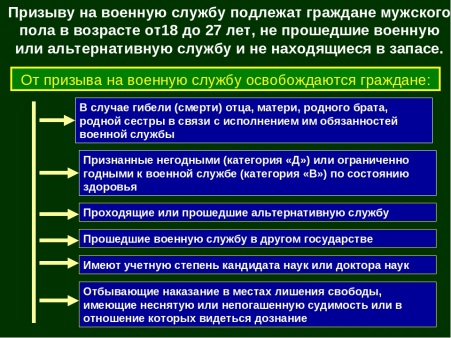 Призыву на военную службу подлежат граждане мужского
пола в возрасте от18 до 27 лет, не прошедшие военную
или альтернативную службу и не находящиеся в запасе.
От призыва на военную службу освобождаются граждане:
В случае гибели (смерти) отца, матери, родного брата,
родной сестры в связи с исполнением им обязанностей
военной службы
Признанные негодными (категория «Д») или ограниченно
годными к военной службе (категория «В») по состоянию
здоровья
Проходящие или прошедшие альтернативную службу
Прошедшие военную службу в другом государстве
Имеют учетную степень кандидата наук или доктора наук
Отбывающие наказание в местах лишения свободы,
имеющие неснятую или непогашенную судимость или в
отношение которых видеться дознание